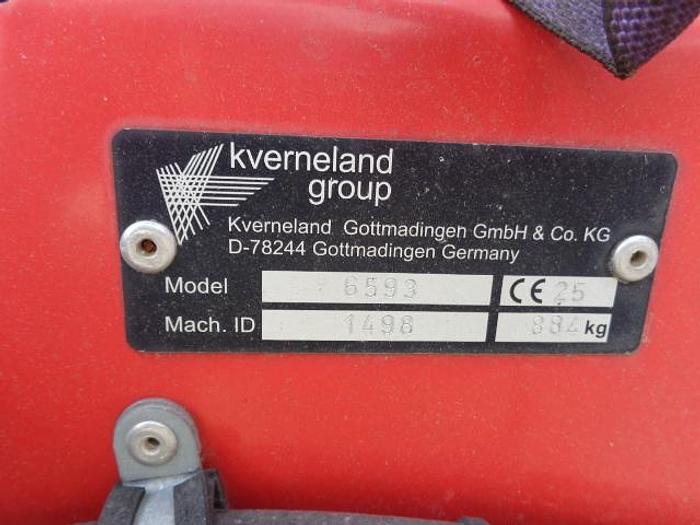 kverneland
group
Kverneland Gottmadingen GmbH & Co. KG
D-78244 Gottmadingen Germany
Model 6593 CE 25
Mach. ID 1498 884 kg